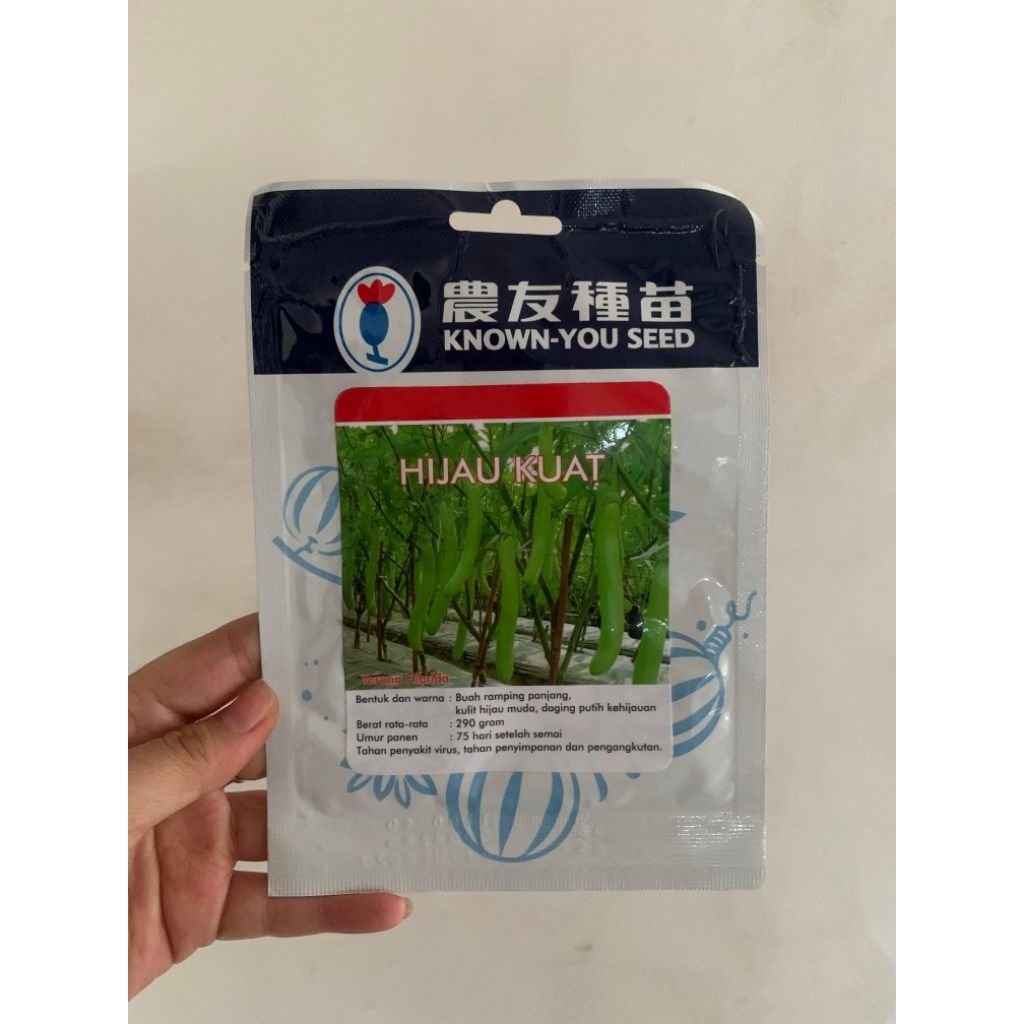 農友種苗
KNOWN-YOU SEED
HIJAU KUAT
Terong Hibrida
Bentuk dan warna : Buah ramping panjang,
kulit hijau muda, daging putih kehijauan
Berat rata-rata : 290 gram
Umur panen : 75 hari setelah semai
Tahan penyakit virus, tahan penyimpanan dan pengangkutan.